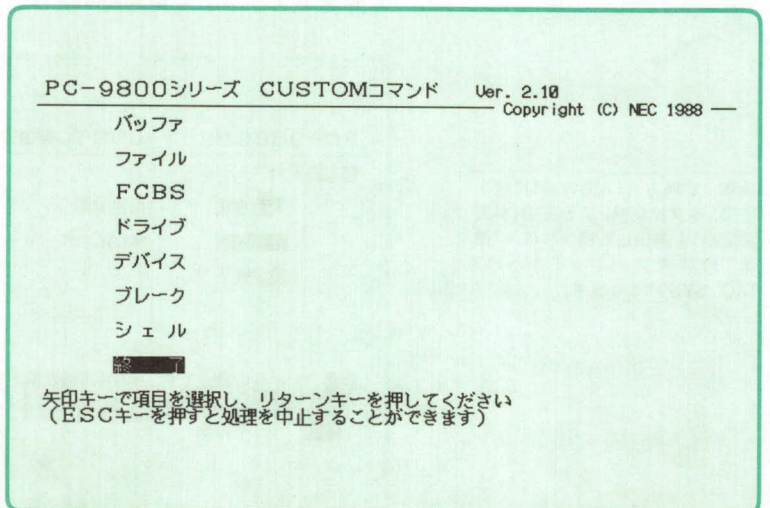 PC-9800シリーズ CUSTOMコマンド Ver. 2.10
Copyright (C) NEC 1988
バッファ
ファイル
FCBS
ドライブ
デバイス
ブレーク
シェル
終 了
矢印キーで項目を選択し、リターンキーを押してください
(ESCキーを押すと処理を中止することができます)